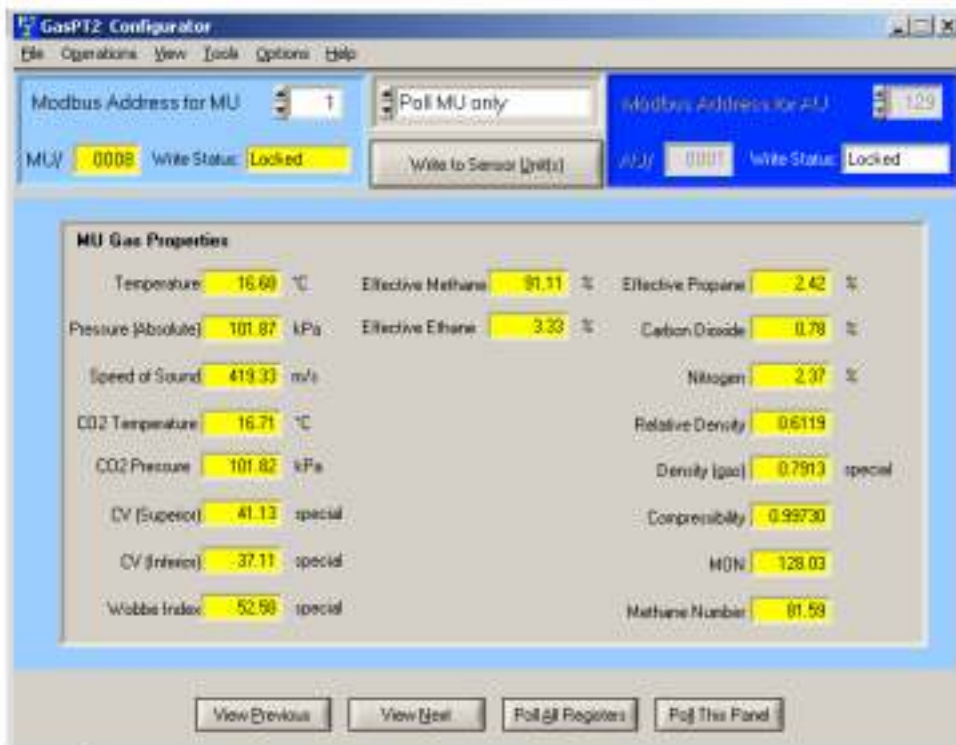 GasPT2 Configurator
File Operations View Tools Options Help
Modbus Address for MU 1 Poll MU only Modbus Address for AU 129
MU/ 0008 Write Status: Locked Write to Sensor Unit(s) AU/ 0001 Write Status: Locked
MU Gas Properties
Temperature 16.68 °C Effective Methane 91.11 % Effective Propane 2.42 %
Pressure (Absolute) 101.87 kPa Effective Ethane 3.33 % Carbon Dioxide 0.78 %
Speed of Sound 419.33 m/s Nitrogen 2.37 %
CO2 Temperature 16.71 °C Relative Density 0.6119
CO2 Pressure 101.82 kPa Density (gas) 0.7913 special
CV (Superior) 41.13 special Compressibility 0.99730
CV (Inferior) 37.11 special MON 128.03
Wobbe Index 52.58 special Methane Number 81.59
View Previous View Next Poll All Registers Poll This Panel